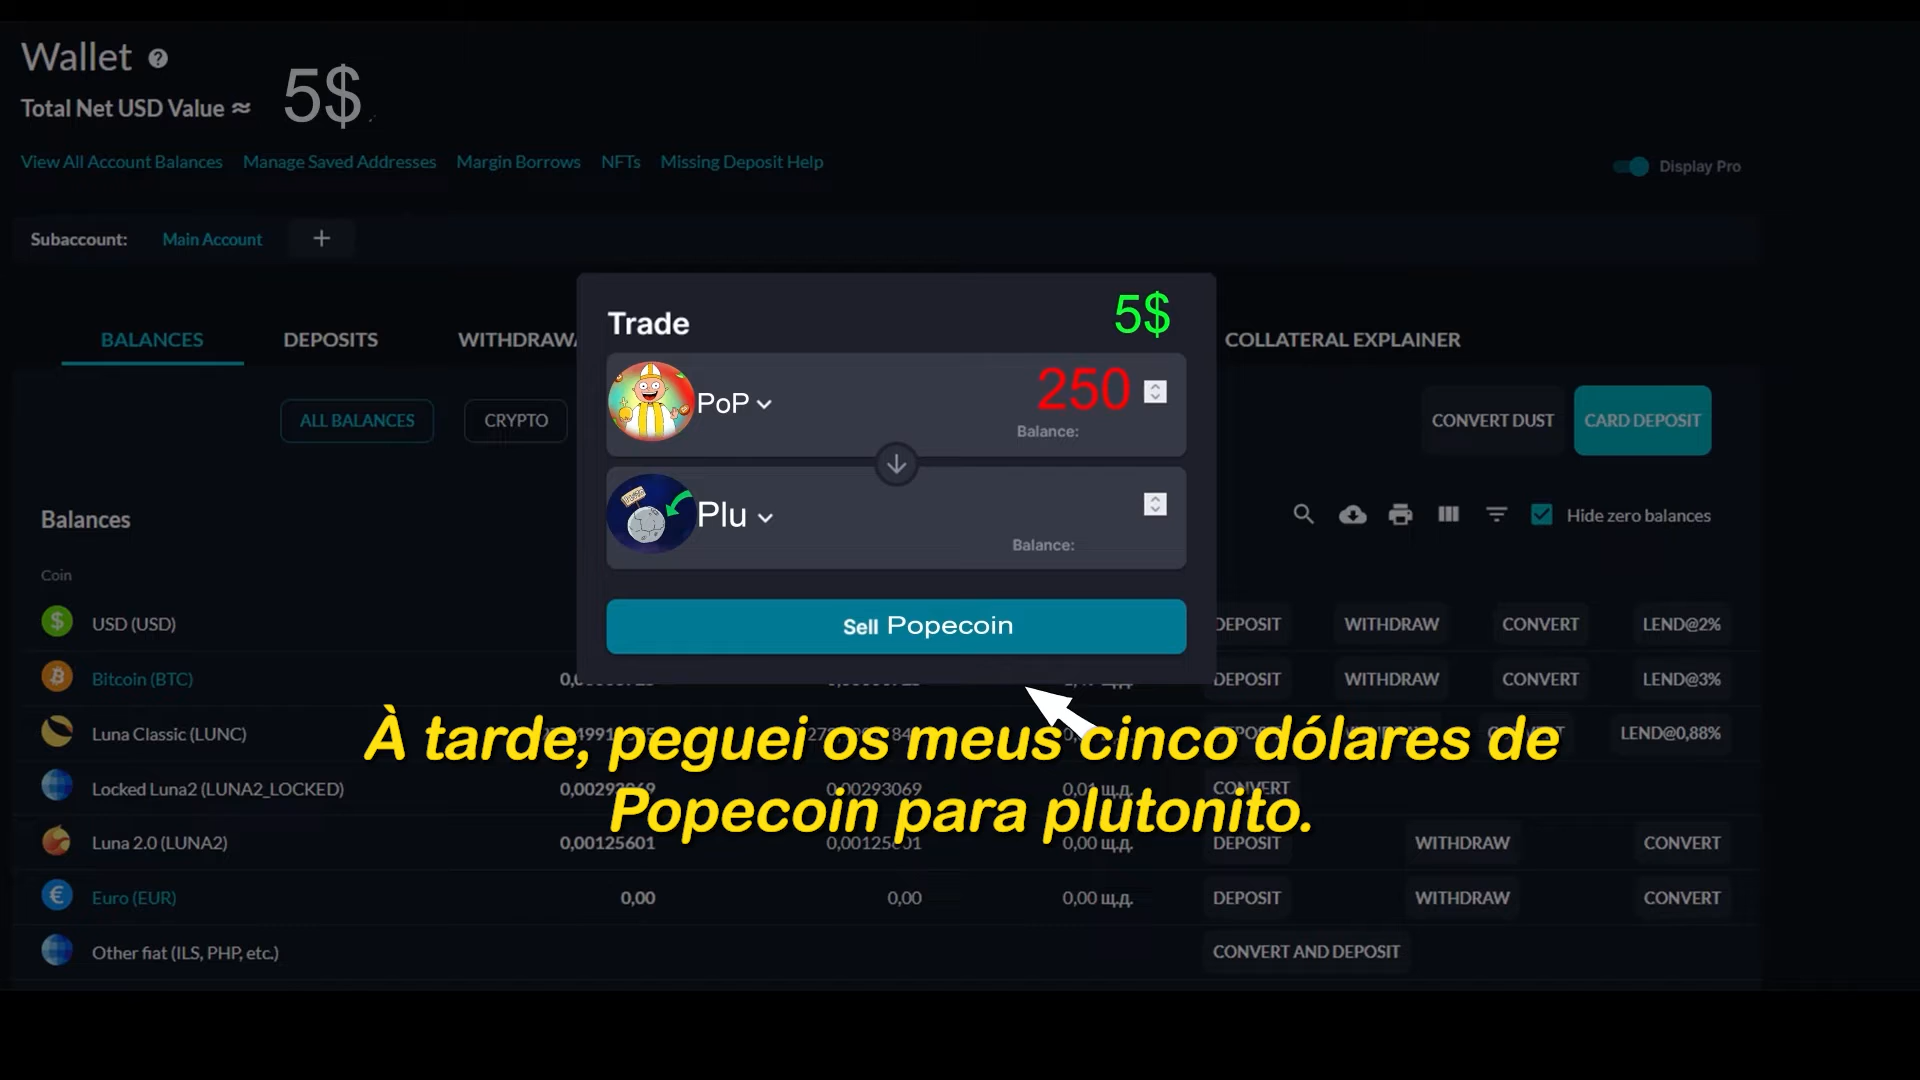 Wallet ?
Total Net USD Value ≈ 5$
View All Account Balances Manage Saved Addresses Margin Borrows NFTs Missing Deposit Help
Display Pro
Subaccount: Main Account +
BALANCES DEPOSITS COLLATERAL EXPLAINER
Trade 5$
PoP 250
Balance:
Plu
Balance:
Sell Popecoin
ALL BALANCES CRYPTO CONVERT DUST CARD DEPOSIT
Balances Hide zero balances
Coin
USD (USD) DEPOSIT WITHDRAW CONVERT LEND@2%
Bitcoin (BTC) DEPOSIT WITHDRAW CONVERT LEND@3%
Luna Classic (LUNC) LEND@0,88%
À tarde, peguei os meus cinco dólares de
Popecoin para plutonito.
Locked Luna2 (LUNA2_LOCKED) 0,00293069 0,00293069 0,01 щ.д. CONVERT
Luna 2.0 (LUNA2) 0,00125601 0,00125601 0,00 щ.д. DEPOSIT WITHDRAW CONVERT
Euro (EUR) 0,00 0,00 0,00 щ.д. DEPOSIT WITHDRAW CONVERT
Other fiat (ILS, PHP, etc.) CONVERT AND DEPOSIT